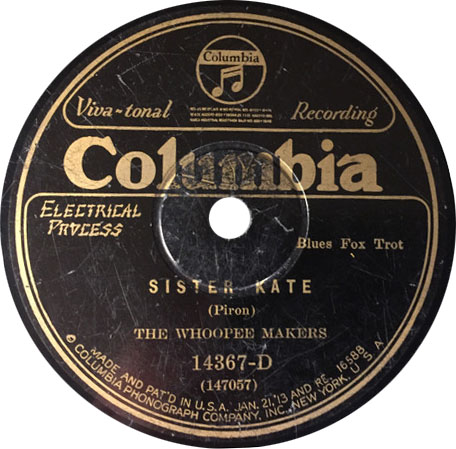 Columbia
Viva-tonal Recording
Columbia
ELECTRICAL
PROCESS
Blues Fox Trot
SISTER KATE
(Piron)
THE WHOOPEE MAKERS
14367-D
(147057)
MADE AND PAT'D IN U.S.A. JAN. 21, '13 AND RE. 16588
© COLUMBIA PHONOGRAPH COMPANY, INC., NEW YORK, U S A